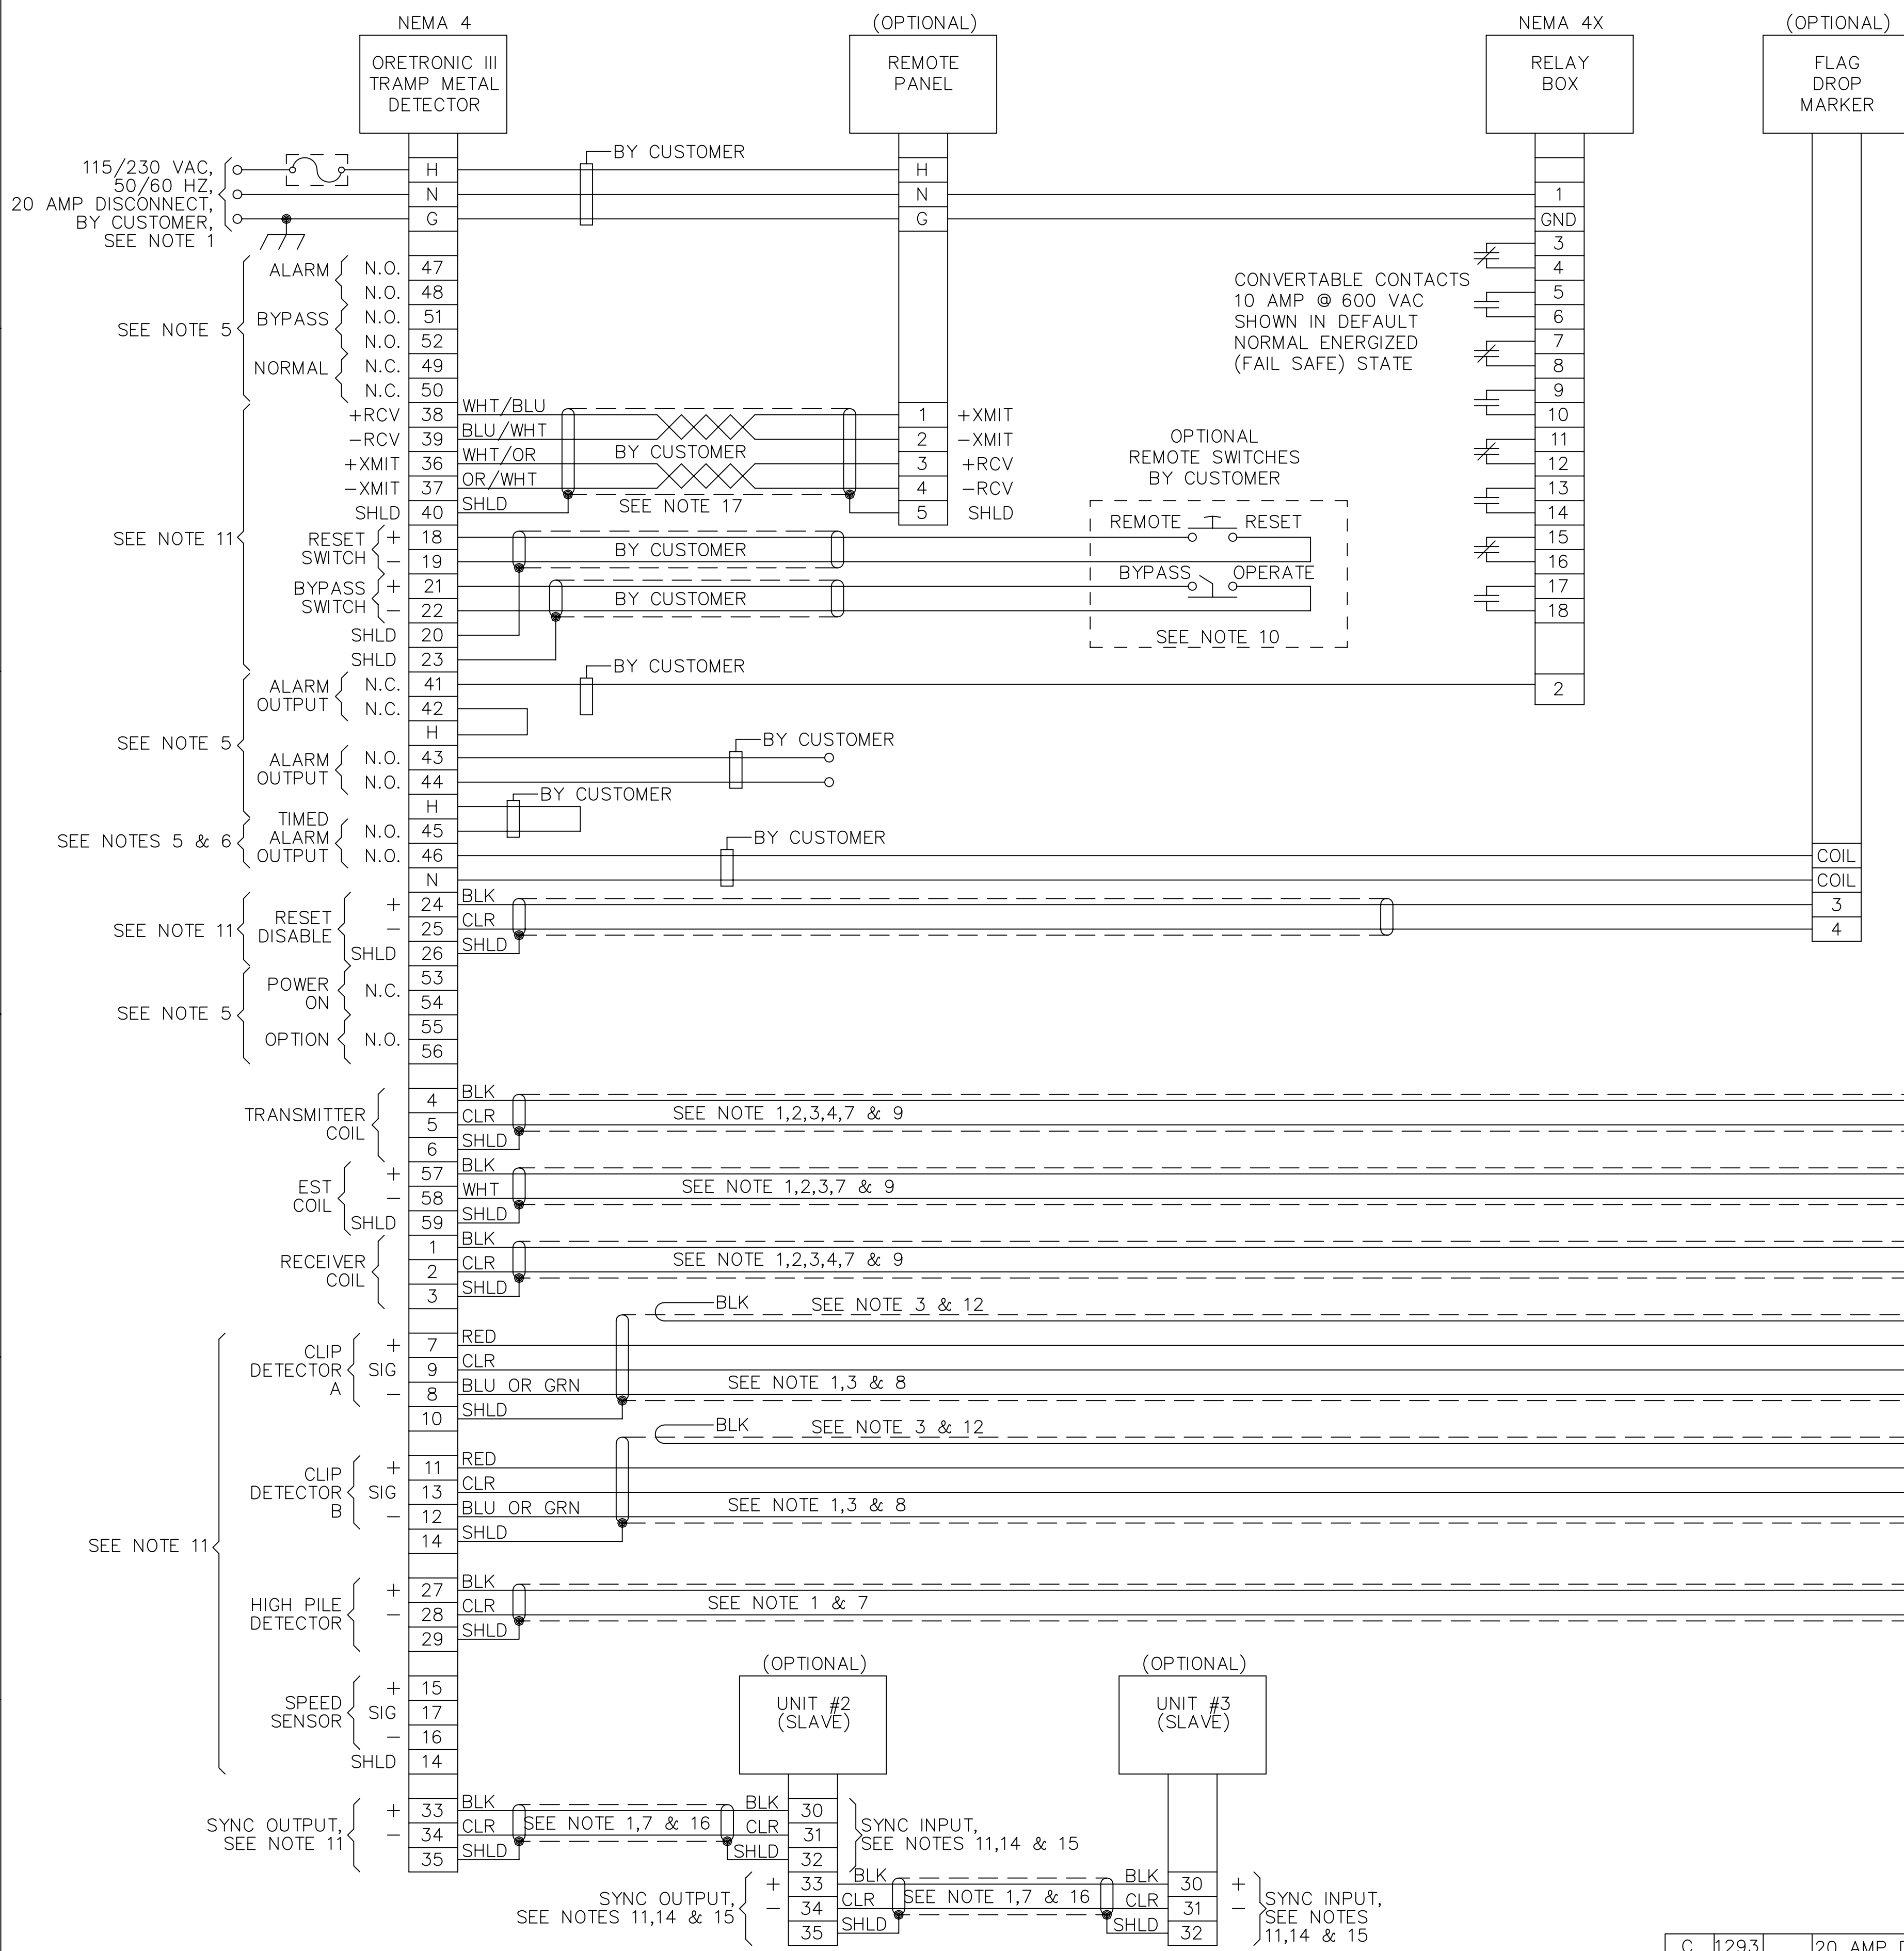 NEMA 4
(OPTIONAL)
NEMA 4X
(OPTIONAL)
ORETRONIC III
TRAMP METAL
DETECTOR
REMOTE
PANEL
RELAY
BOX
FLAG
DROP
MARKER
115/230 VAC,
50/60 HZ,
20 AMP DISCONNECT,
BY CUSTOMER,
SEE NOTE 1
H
N
G
BY CUSTOMER
H
N
G
1
GND
3
4
5
6
7
8
9
10
11
12
13
14
15
16
17
18
2
CONVERTABLE CONTACTS
10 AMP @ 600 VAC
SHOWN IN DEFAULT
NORMAL ENERGIZED
(FAIL SAFE) STATE
SEE NOTE 5
ALARM
N.O. 47
N.O. 48
BYPASS
N.O. 51
N.O. 52
NORMAL
N.C. 49
N.C. 50
SEE NOTE 11
+RCV 38 WHT/BLU
-RCV 39 BLU/WHT
+XMIT 36 WHT/OR
-XMIT 37 OR/WHT
SHLD 40 SHLD
BY CUSTOMER
SEE NOTE 17
1 +XMIT
2 -XMIT
3 +RCV
4 -RCV
5 SHLD
OPTIONAL
REMOTE SWITCHES
BY CUSTOMER
REMOTE RESET
BYPASS OPERATE
SEE NOTE 10
RESET
SWITCH
+ 18
- 19
BY CUSTOMER
BYPASS
SWITCH
+ 21
- 22
BY CUSTOMER
SHLD 20
SHLD 23
BY CUSTOMER
SEE NOTE 5
ALARM
OUTPUT
N.C. 41
N.C. 42
H
ALARM
OUTPUT
N.O. 43
N.O. 44
BY CUSTOMER
H
BY CUSTOMER
SEE NOTES 5 & 6
TIMED
ALARM
OUTPUT
N.O. 45
N.O. 46
N
BY CUSTOMER
COIL
COIL
3
4
SEE NOTE 11
RESET
DISABLE
+ 24 BLK
- 25 CLR
SHLD 26 SHLD
SEE NOTE 5
POWER
ON
N.C.
53
54
OPTION N.O.
55
56
TRANSMITTER
COIL
4 BLK
5 CLR
6 SHLD
SEE NOTE 1,2,3,4,7 & 9
EST
COIL
+ 57 BLK
- 58 WHT
SHLD 59 SHLD
SEE NOTE 1,2,3,7 & 9
RECEIVER
COIL
1 BLK
2 CLR
3 SHLD
SEE NOTE 1,2,3,4,7 & 9
BLK SEE NOTE 3 & 12
SEE NOTE 11
CLIP
DETECTOR
A
+ 7 RED
SIG 9 CLR
- 8 BLU OR GRN
10 SHLD
SEE NOTE 1,3 & 8
BLK SEE NOTE 3 & 12
CLIP
DETECTOR
B
+ 11 RED
SIG 13 CLR
- 12 BLU OR GRN
14 SHLD
SEE NOTE 1,3 & 8
HIGH PILE
DETECTOR
+ 27 BLK
- 28 CLR
29 SHLD
SEE NOTE 1 & 7
SPEED
SENSOR
+ 15
SIG 17
- 16
SHLD 14
(OPTIONAL)
UNIT #2
(SLAVE)
(OPTIONAL)
UNIT #3
(SLAVE)
SYNC OUTPUT,
SEE NOTE 11
+ 33 BLK
- 34 CLR
35 SHLD
SEE NOTE 1,7 & 16
BLK 30
CLR 31
SHLD 32
SYNC INPUT,
SEE NOTES 11,14 & 15
SYNC OUTPUT,
SEE NOTES 11,14 & 15
+ 33 BLK
- 34 CLR
35 SHLD
SEE NOTE 1,7 & 16
BLK 30 +
CLR 31 -
SHLD 32
SYNC INPUT,
SEE NOTES
11,14 & 15
C 1293 20 AMP